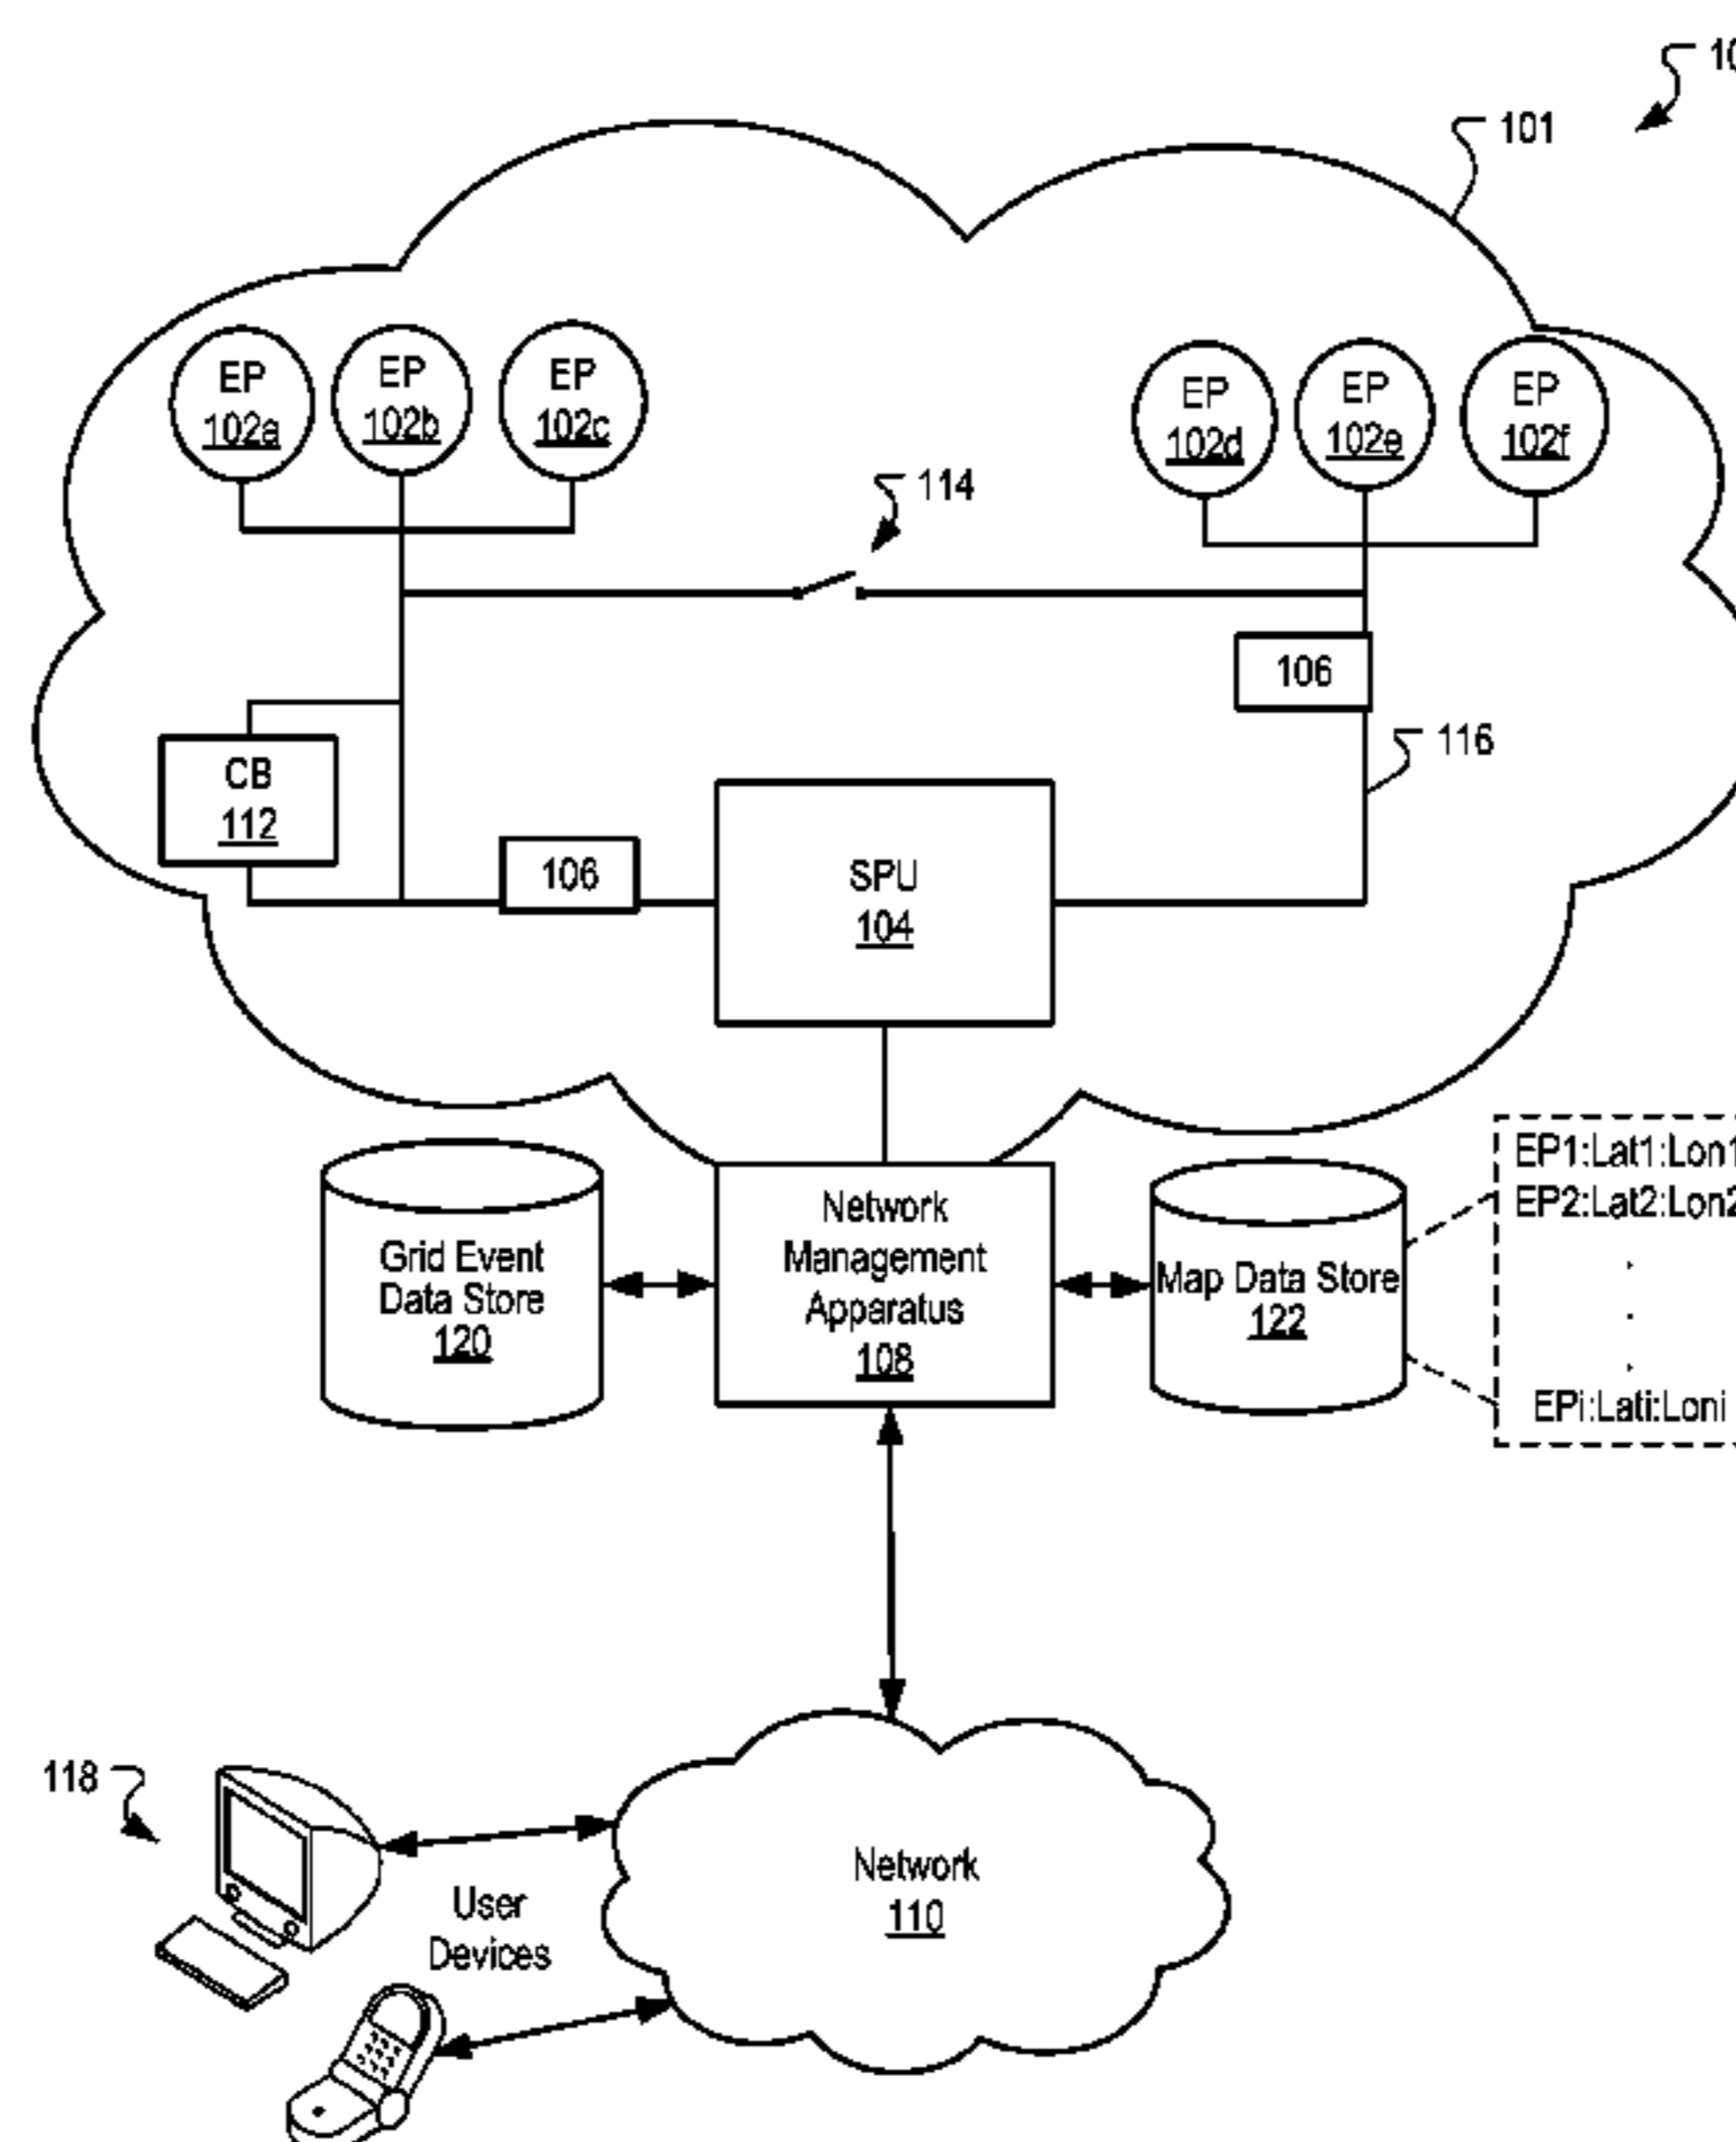 101
EP
102a
EP
102b
EP
102c
EP
102d
EP
102e
EP
102f
114
106
116
CB
112
106
SPU
104
Grid Event
Data Store
120
Network
Management
Apparatus
108
Map Data Store
122
EP1:Lat1:Lon1
EP2:Lat2:Lon2
EPi:Lati:Loni
118
User
Devices
Network
110